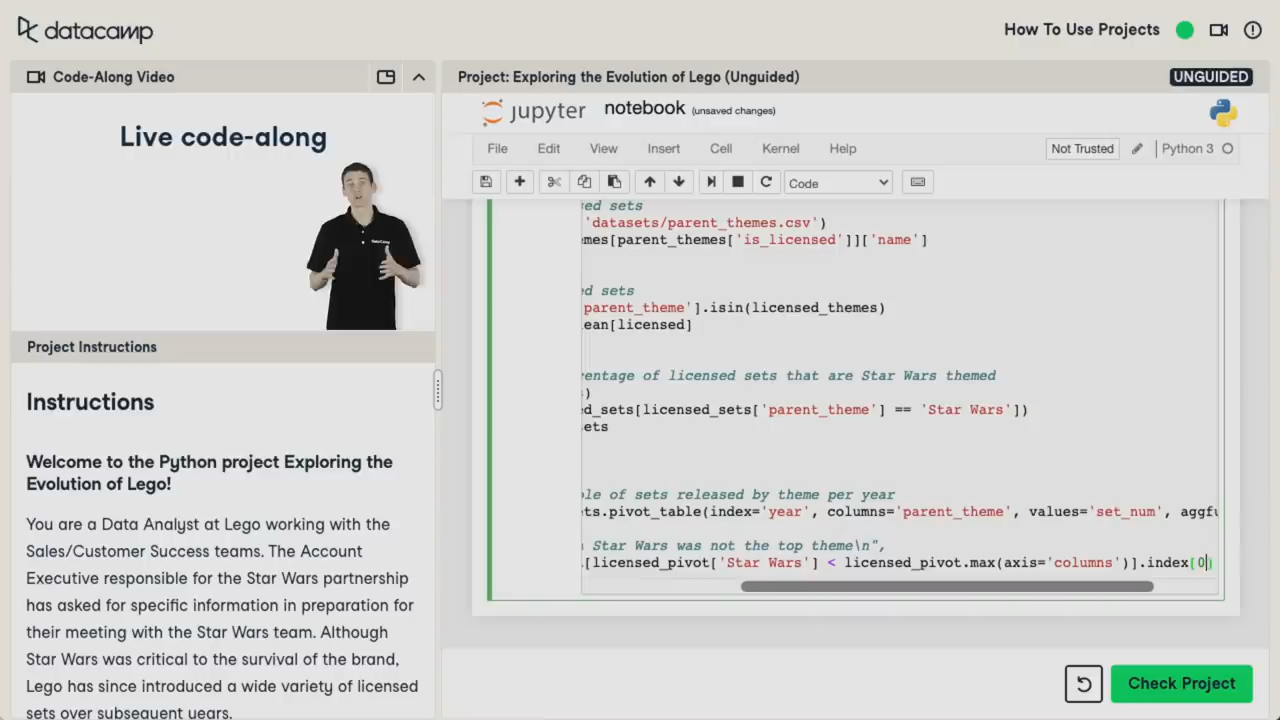 datacamp
How To Use Projects
Code-Along Video
Live code-along
Project Instructions
Instructions
Welcome to the Python project Exploring the
Evolution of Lego!
You are a Data Analyst at Lego working with the
Sales/Customer Success teams. The Account
Executive responsible for the Star Wars partnership
has asked for specific information in preparation for
their meeting with the Star Wars team. Although
Star Wars was critical to the survival of the brand,
Lego has since introduced a wide variety of licensed
sets over subsequent years.
Project: Exploring the Evolution of Lego (Unguided)
UNGUIDED
jupyter notebook (unsaved changes)
File Edit View Insert Cell Kernel Help
Not Trusted
Python 3
Code
sed sets
'datasets/parent_themes.csv')
emes[parent_themes['is_licensed']]['name']
ed sets
parent_theme'].isin(licensed_themes)
ean[licensed]
centage of licensed sets that are Star Wars themed
)
ed_sets[licensed_sets['parent_theme'] == 'Star Wars'])
sets
ble of sets released by theme per year
ets.pivot_table(index='year', columns='parent_theme', values='set_num', aggfu
Star Wars was not the top theme\n",
[licensed_pivot['Star Wars'] < licensed_pivot.max(axis='columns')].index[0])
Check Project